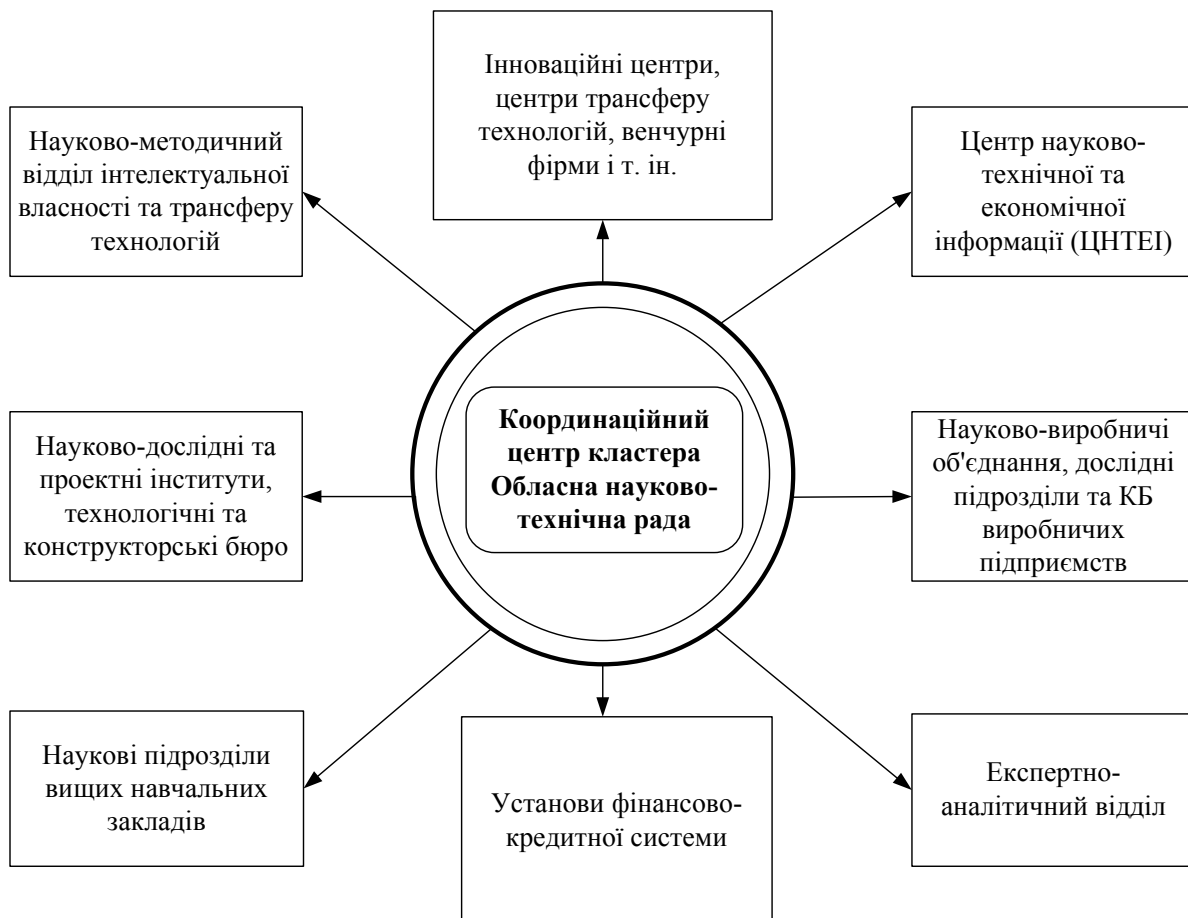 Інноваційні центри,
центри трансферу
технологій, венчурні
фірми і т. ін.
Науково-методичний
відділ інтелектуальної
власності та трансферу
технологій
Центр науково-
технічної та
економічної
інформації (ЦНТЕІ)
Координаційний
центр кластера
Обласна науково-
технічна рада
Науково-дослідні та
проектні інститути,
технологічні та
конструкторські бюро
Науково-виробничі
об'єднання, дослідні
підрозділи та КБ
виробничих
підприємств
Наукові підрозділи
вищих навчальних
закладів
Установи фінансово-
кредитної системи
Експертно-
аналітичний відділ